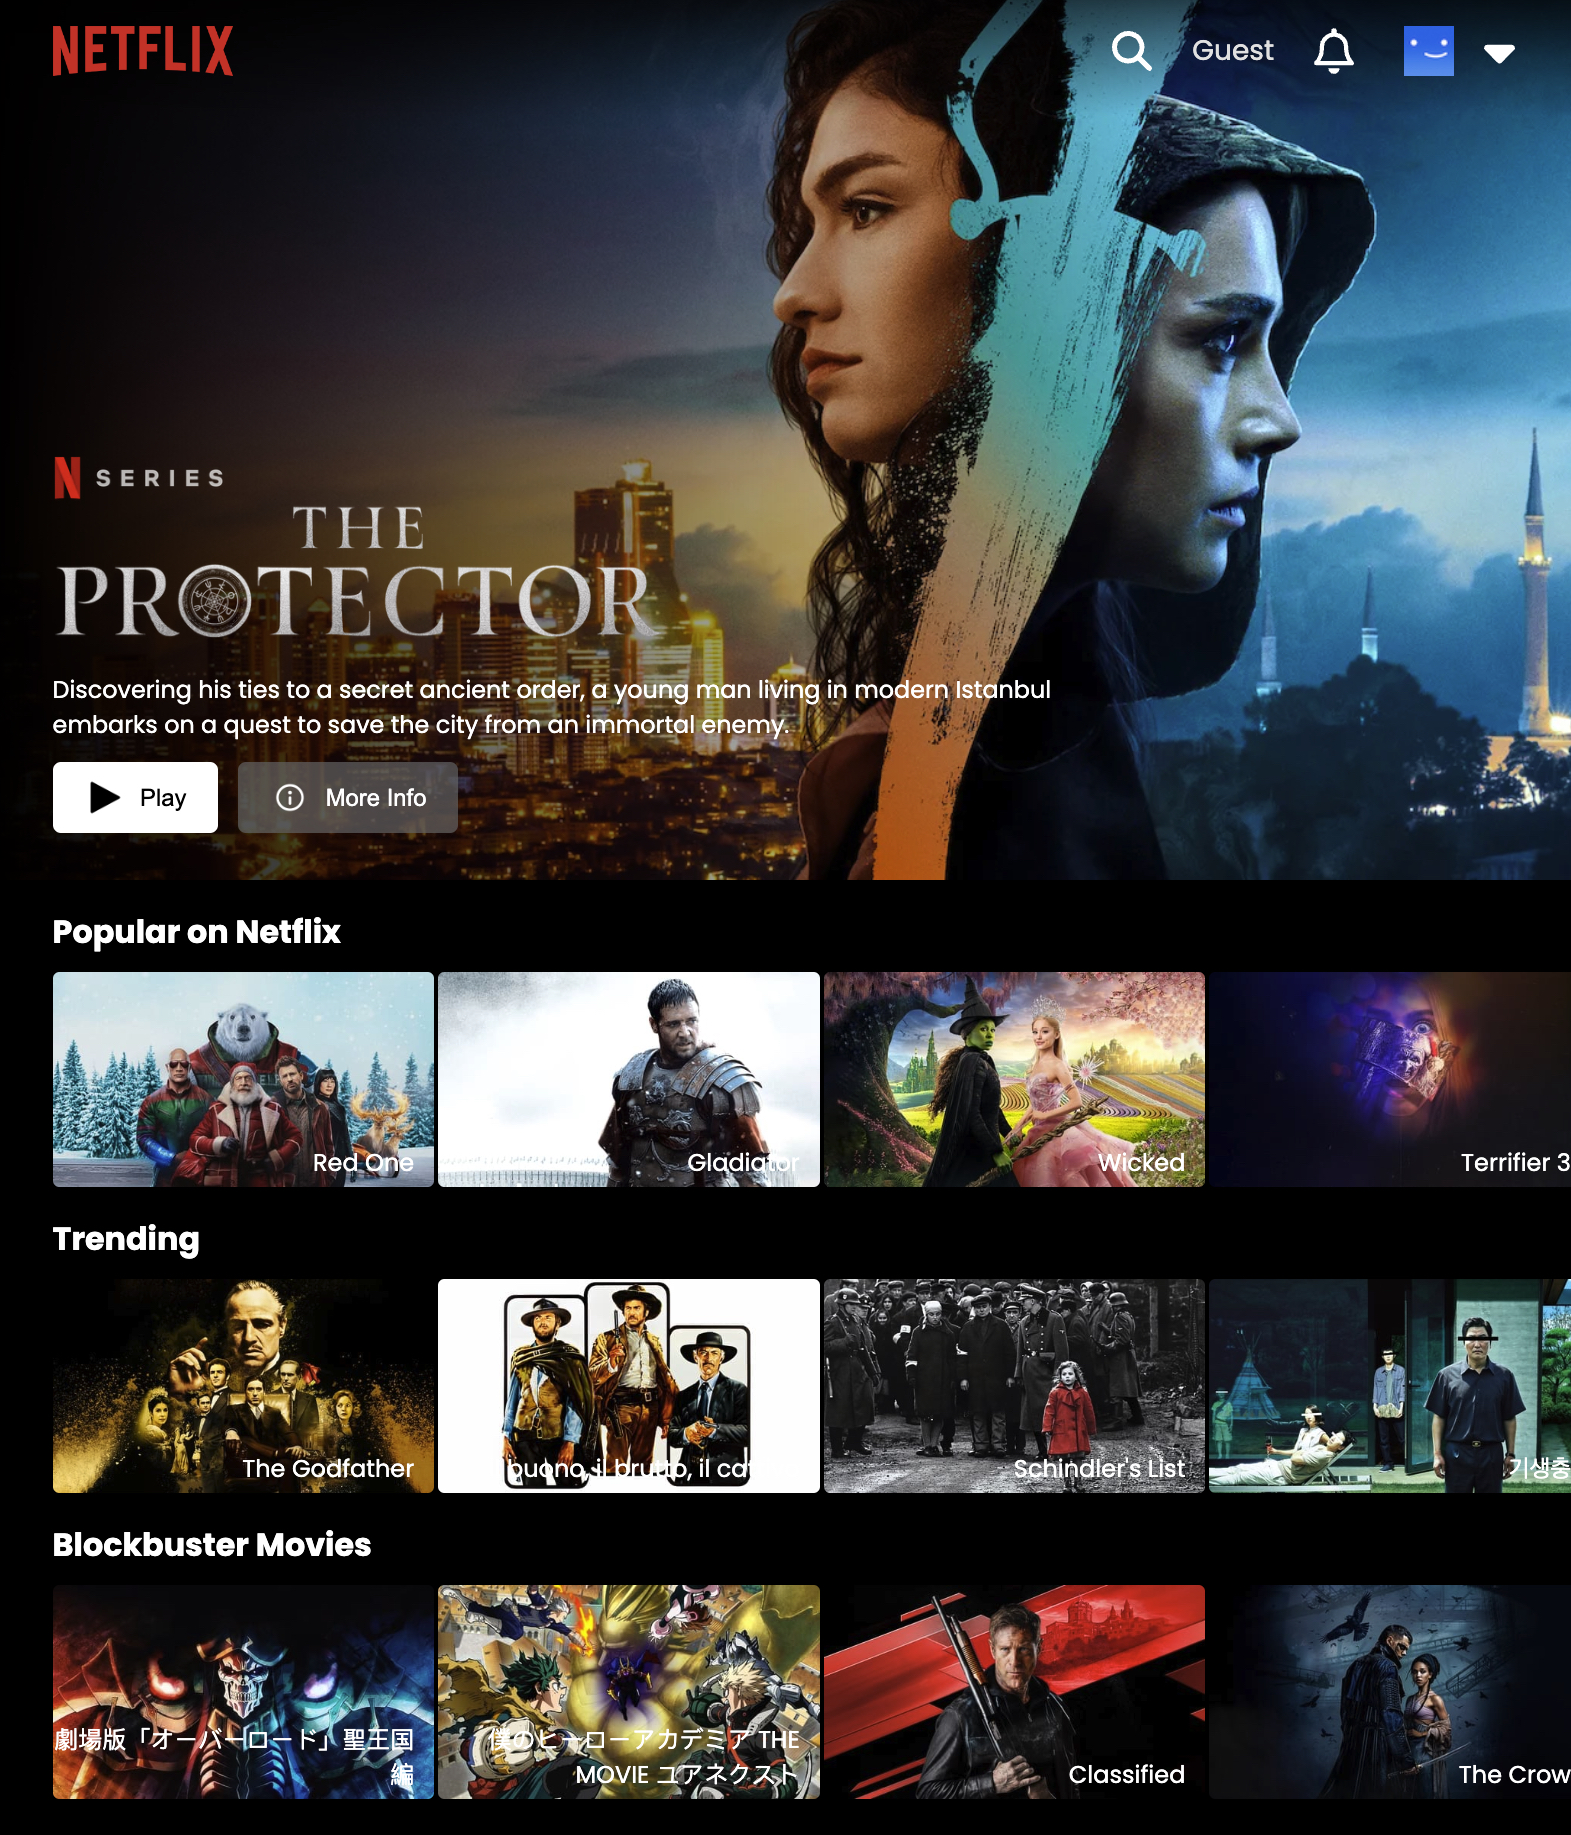 NETFLIX
Guest
N SERIES
THE
PROTECTOR
Discovering his ties to a secret ancient order, a young man living in modern Istanbul
embarks on a quest to save the city from an immortal enemy.
Play
More Info
Popular on Netflix
Red One
Gladiator
Wicked
Terrifier 3
Trending
The Godfather
buono, il brutto, il cat
Schindler's List
기생충
Blockbuster Movies
劇場版「オーバーロード」聖王国
編
僕のヒーローアカデミア THE
MOVIE ユアネクスト
Classified
The Crow